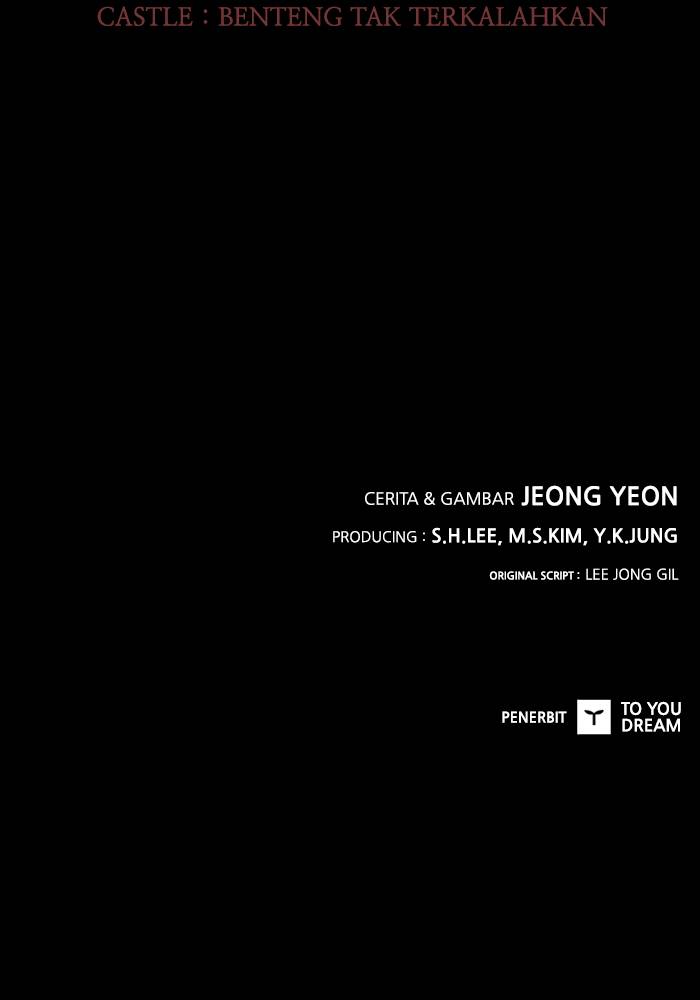 CASTLE : BENTENG TAK TERKALAHKAN
CERITA & GAMBAR JEONG YEON
PRODUCING : S.H.LEE, M.S.KIM, Y.K.JUNG
ORIGINAL SCRIPT : LEE JONG GIL
PENERBIT TO YOU
DREAM